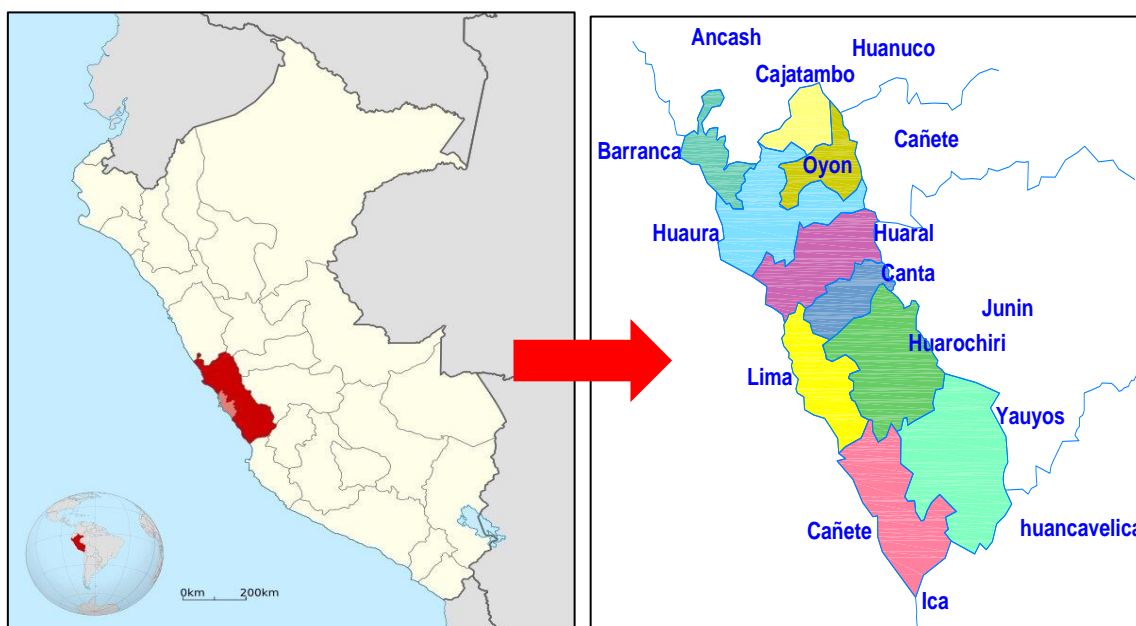 0km 200km
Ancash
Huanuco
Cajatambo
Cañete
Barranca
Oyon
Huaura
Huaral
Canta
Junin
Huarochiri
Lima
Yauyos
Cañete
huancavelica
Ica